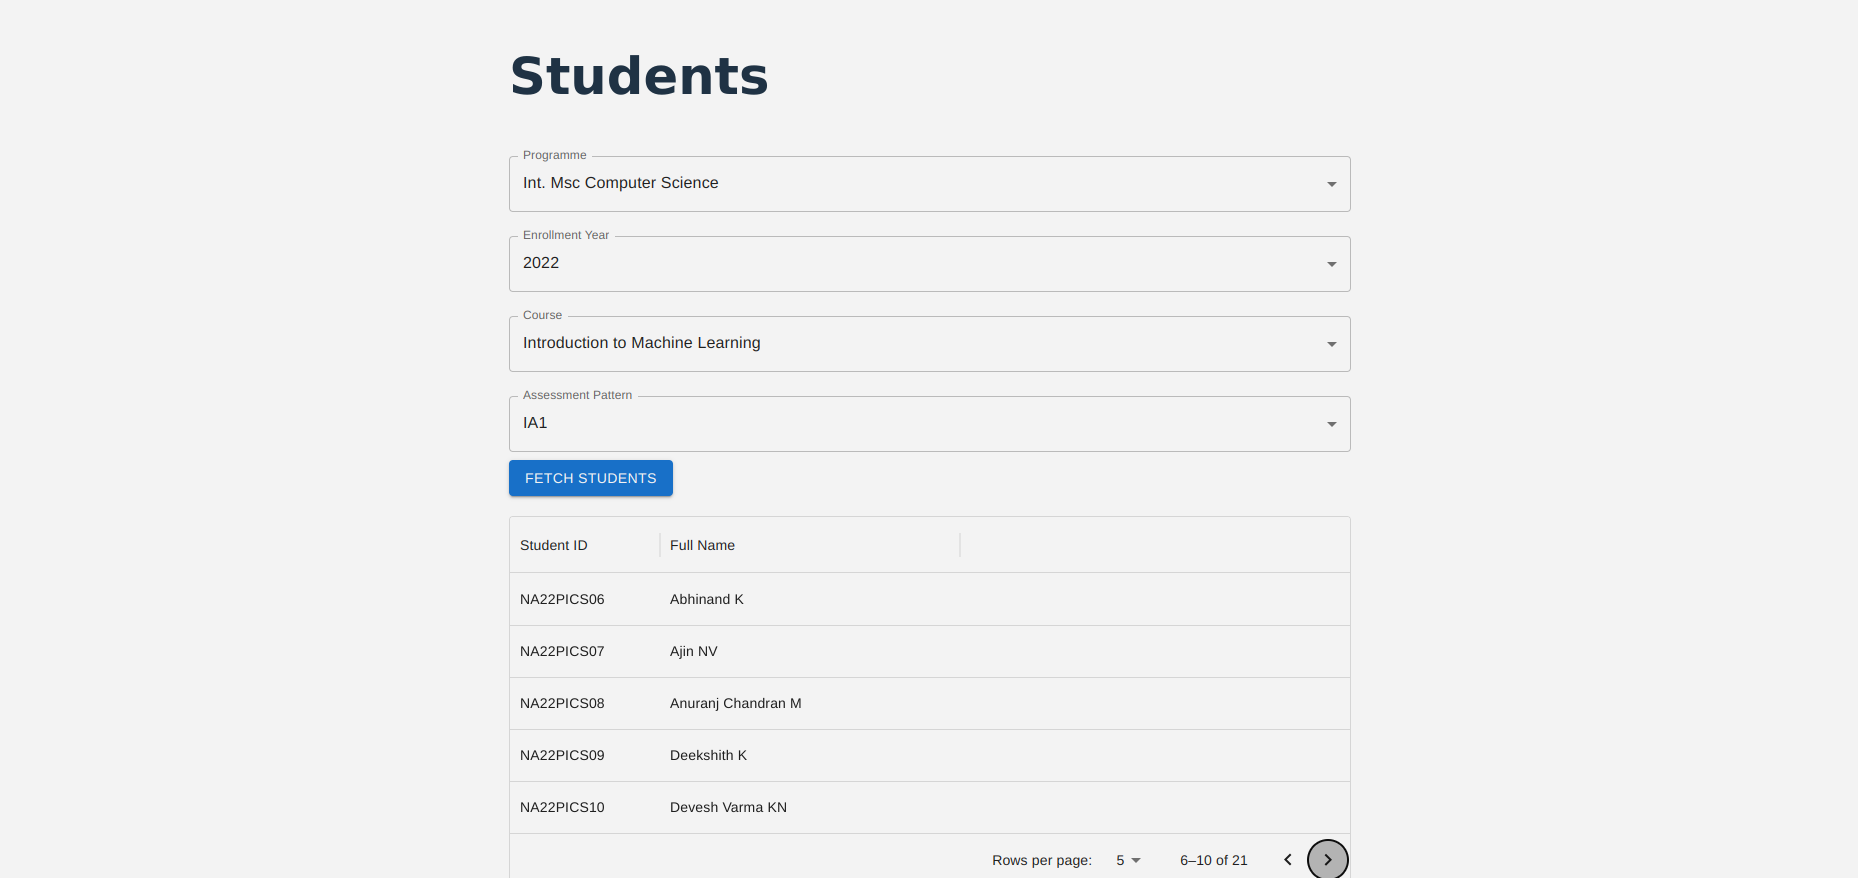 Students
Programme
Int. Msc Computer Science
Enrollment Year
2022
Course
Introduction to Machine Learning
Assessment Pattern
IA1
FETCH STUDENTS
Student ID Full Name
NA22PICS06 Abhinand K
NA22PICS07 Ajin NV
NA22PICS08 Anuranj Chandran M
NA22PICS09 Deekshith K
NA22PICS10 Devesh Varma KN
Rows per page: 5 6–10 of 21